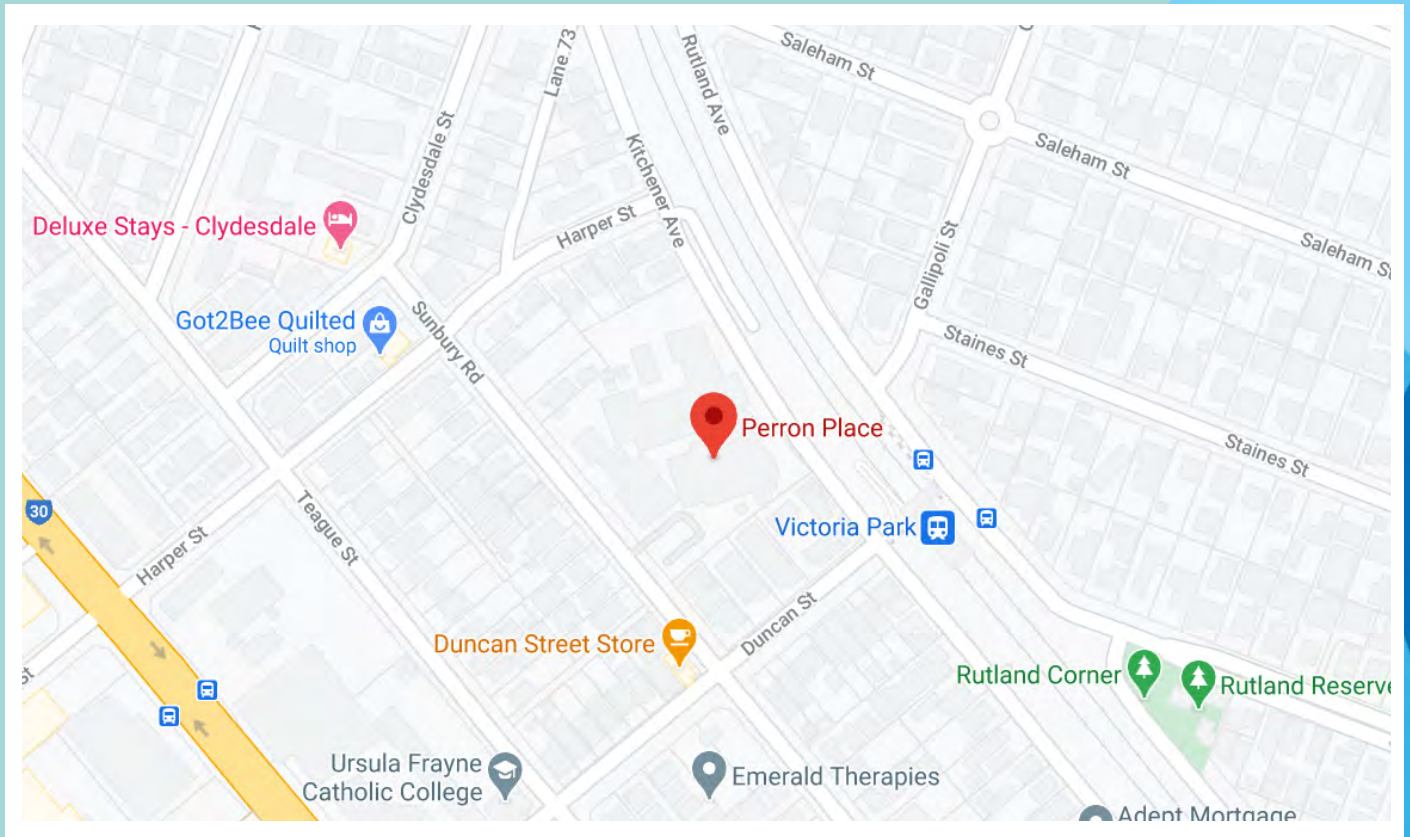 Saleham St
Rutland Ave
Lane 73
Clydesdale St
Kitchener Ave
Saleham St
Deluxe Stays - Clydesdale
Harper St
Gallipoli St
Saleham S
Got2Bee Quilted
Quilt shop
Sunbury Rd
Staines St
Perron Place
Staines St
30
Teague St
Victoria Park
Harper St
Duncan St
Duncan Street Store
Rutland Corner
Rutland Reserve
St
Ursula Frayne
Catholic College
Emerald Therapies
Adept Mortgage